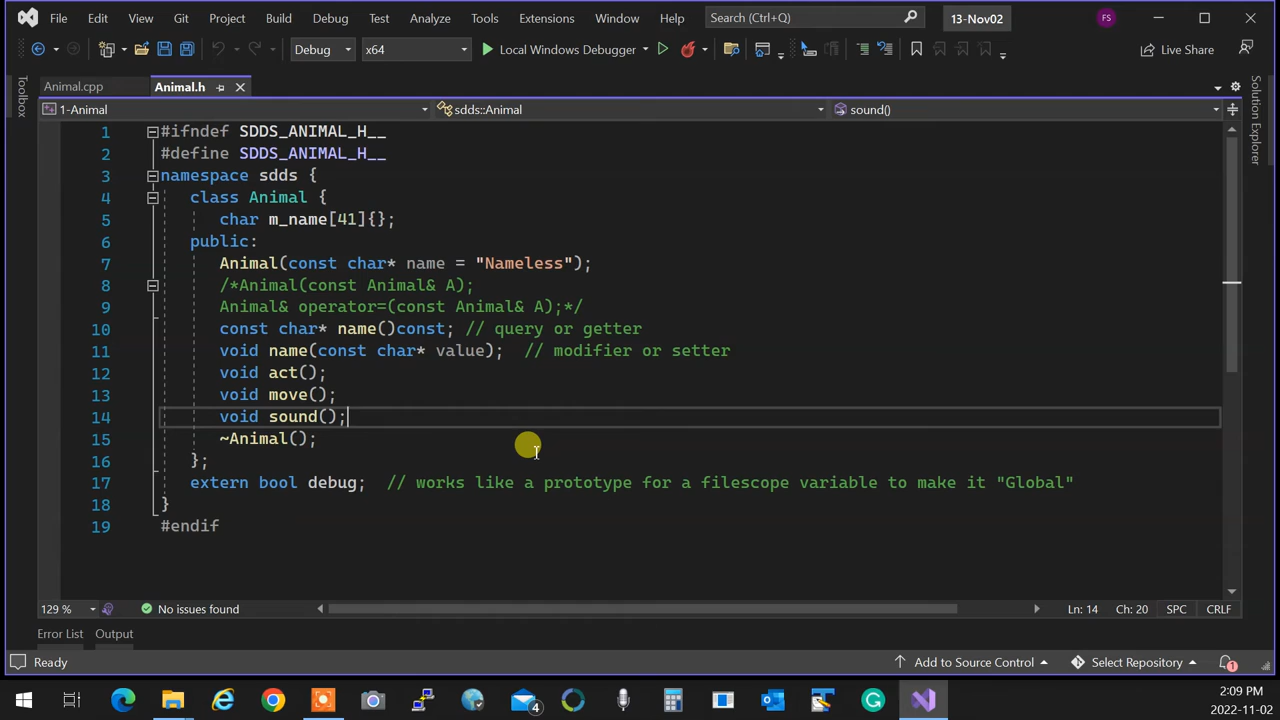 File Edit View Git Project Build Debug Test Analyze Tools Extensions Window Help Search (Ctrl+Q) 13-Nov02 FS
Debug x64 Local Windows Debugger Live Share
Toolbox
Animal.cpp Animal.h
Solution Explorer
1-Animal sdds::Animal sound()
1 #ifndef SDDS_ANIMAL_H__
2 #define SDDS_ANIMAL_H__
3 namespace sdds {
4 class Animal {
5 char m_name[41]{};
6 public:
7 Animal(const char* name = "Nameless");
8 /*Animal(const Animal& A);
9 Animal& operator=(const Animal& A);*/
10 const char* name()const; // query or getter
11 void name(const char* value); // modifier or setter
12 void act();
13 void move();
14 void sound();
15 ~Animal();
16 };
17 extern bool debug; // works like a prototype for a filescope variable to make it "Global"
18 }
19 #endif
129 % No issues found Ln: 14 Ch: 20 SPC CRLF
Error List Output
Ready Add to Source Control Select Repository 1
4 2:09 PM
2022-11-02